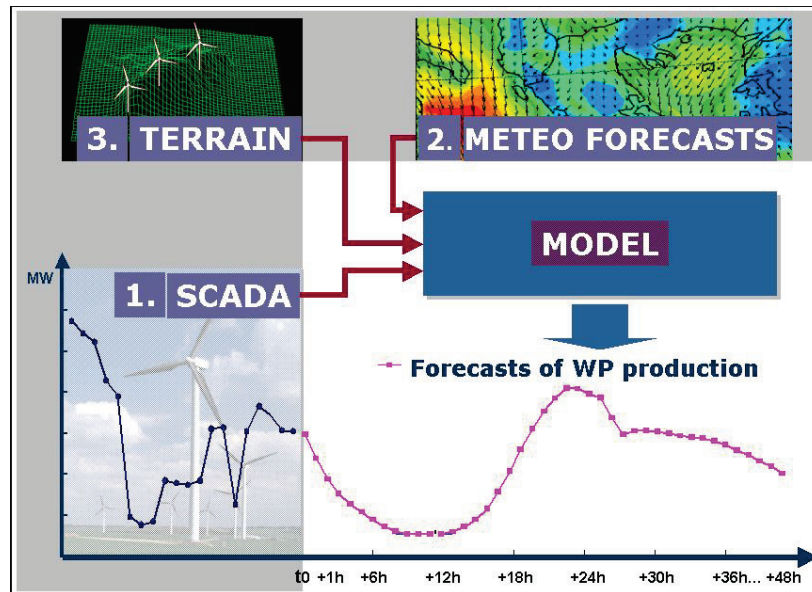 3. TERRAIN
2. METEO FORECASTS
MODEL
MW
1. SCADA
Forecasts of WP production
t0 +1h +6h +12h +18h +24h +30h +36h... +48h